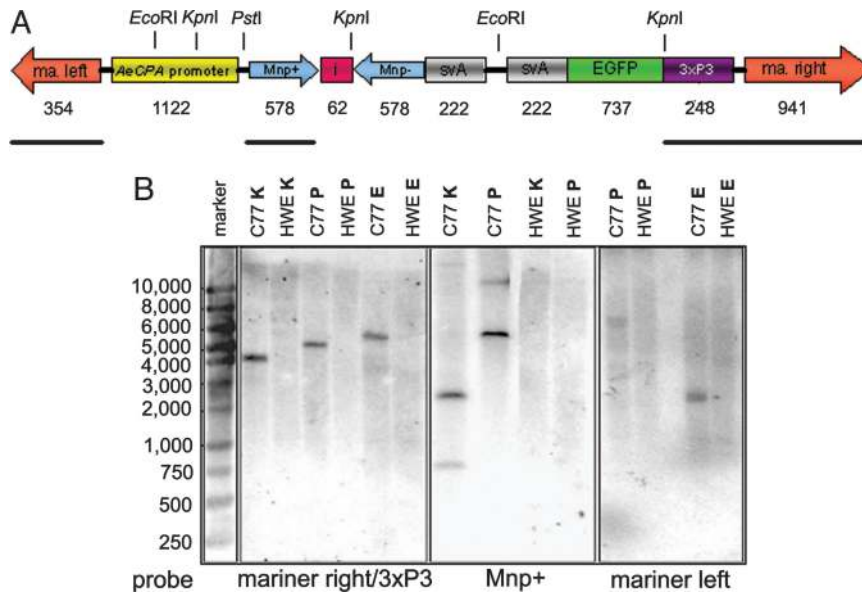 A
EcoRI KpnI PstI KpnI EcoRI KpnI
ma. left AeCPA promoter Mnp+ i Mnp- svA svA EGFP 3xP3 ma. right
354 1122 578 62 578 222 222 737 248 941
B
marker C77 K HWE K C77 P HWE P C77 E HWE E C77 K C77 P HWE K HWE P C77 P HWE P C77 E HWE E
10,000
8,000
6,000
5,000
4,000
3,000
2,000
1,000
750
500
250
probe mariner right/3xP3 Mnp+ mariner left